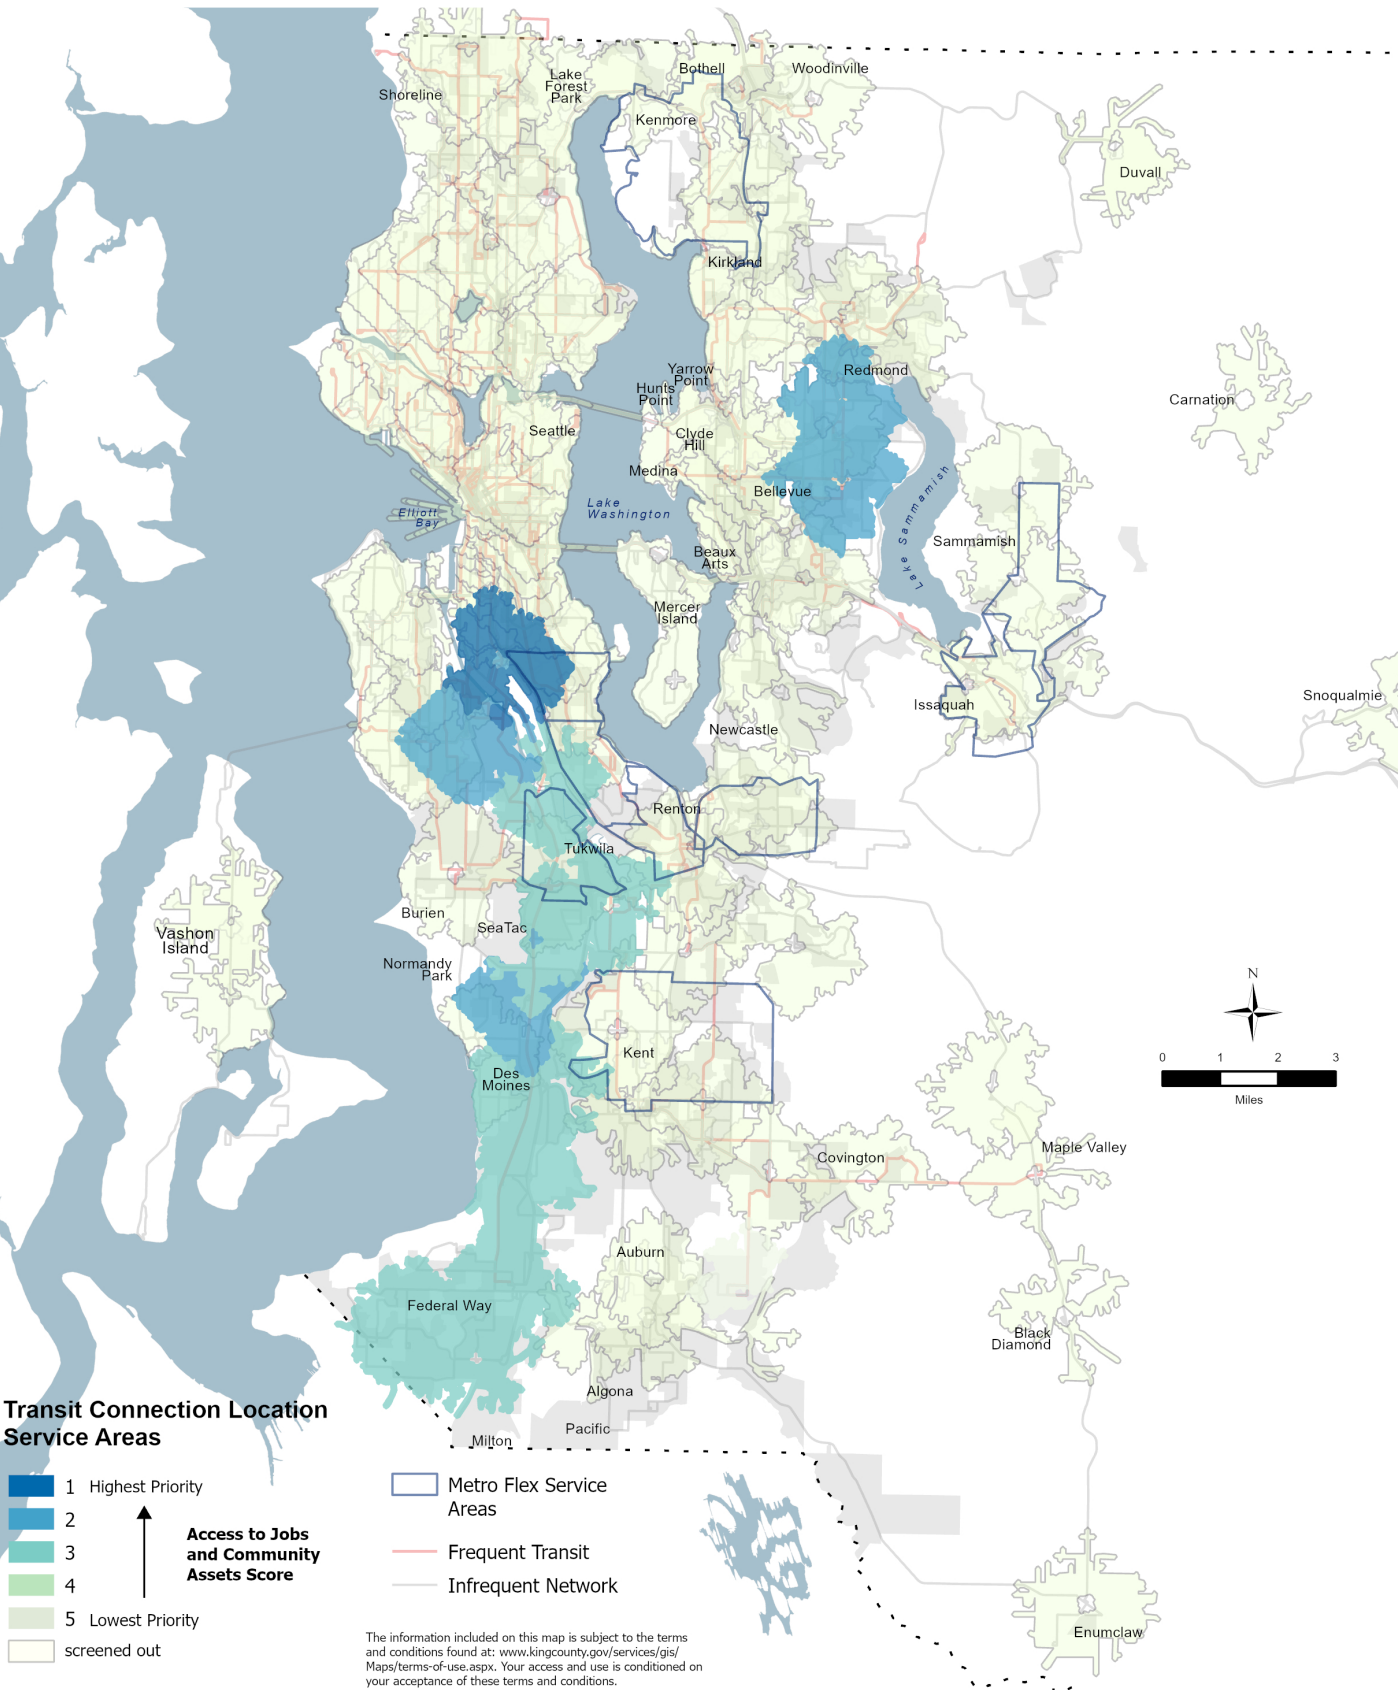 Shoreline
Lake
Forest
Park
Bothell
Woodinville
Kenmore
Duvall
Kirkland
Yarrow
Point
Hunts
Point
Redmond
Carnation
Seattle
Clyde
Hill
Medina
Bellevue
Elliott
Bay
Lake
Washington
Lake Sammamish
Sammamish
Beaux
Arts
Mercer
Island
Issaquah
Snoqualmie
Newcastle
Renton
Tukwila
Burien
SeaTac
Vashon
Island
Normandy
Park
N
Kent
0 1 2 3
Miles
Des
Moines
Covington
Maple Valley
Auburn
Federal Way
Black
Diamond
Algona
Pacific
Milton
Enumclaw
Transit Connection Location
Service Areas
1 Highest Priority
2
3
4
5 Lowest Priority
screened out
Access to Jobs
and Community
Assets Score
Metro Flex Service
Areas
Frequent Transit
Infrequent Network
The information included on this map is subject to the terms
and conditions found at: www.kingcounty.gov/services/gis/
Maps/terms-of-use.aspx. Your access and use is conditioned on
your acceptance of these terms and conditions.